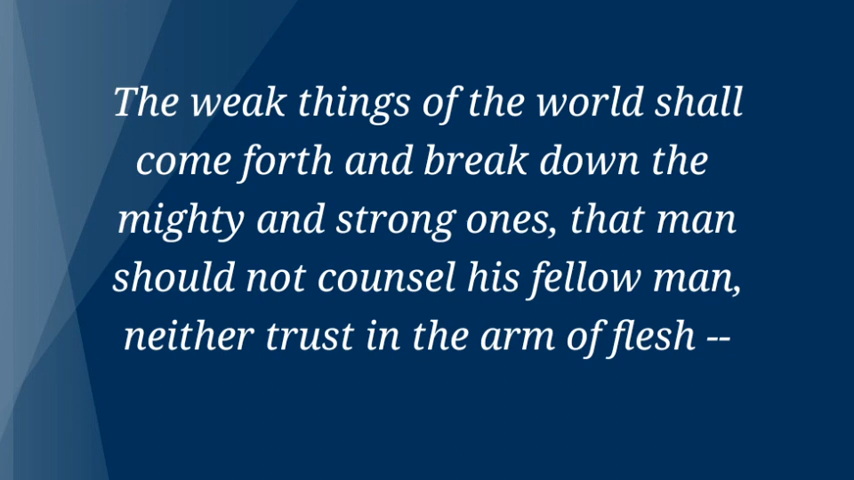 The weak things of the world shall
come forth and break down the
mighty and strong ones, that man
should not counsel his fellow man,
neither trust in the arm of flesh --